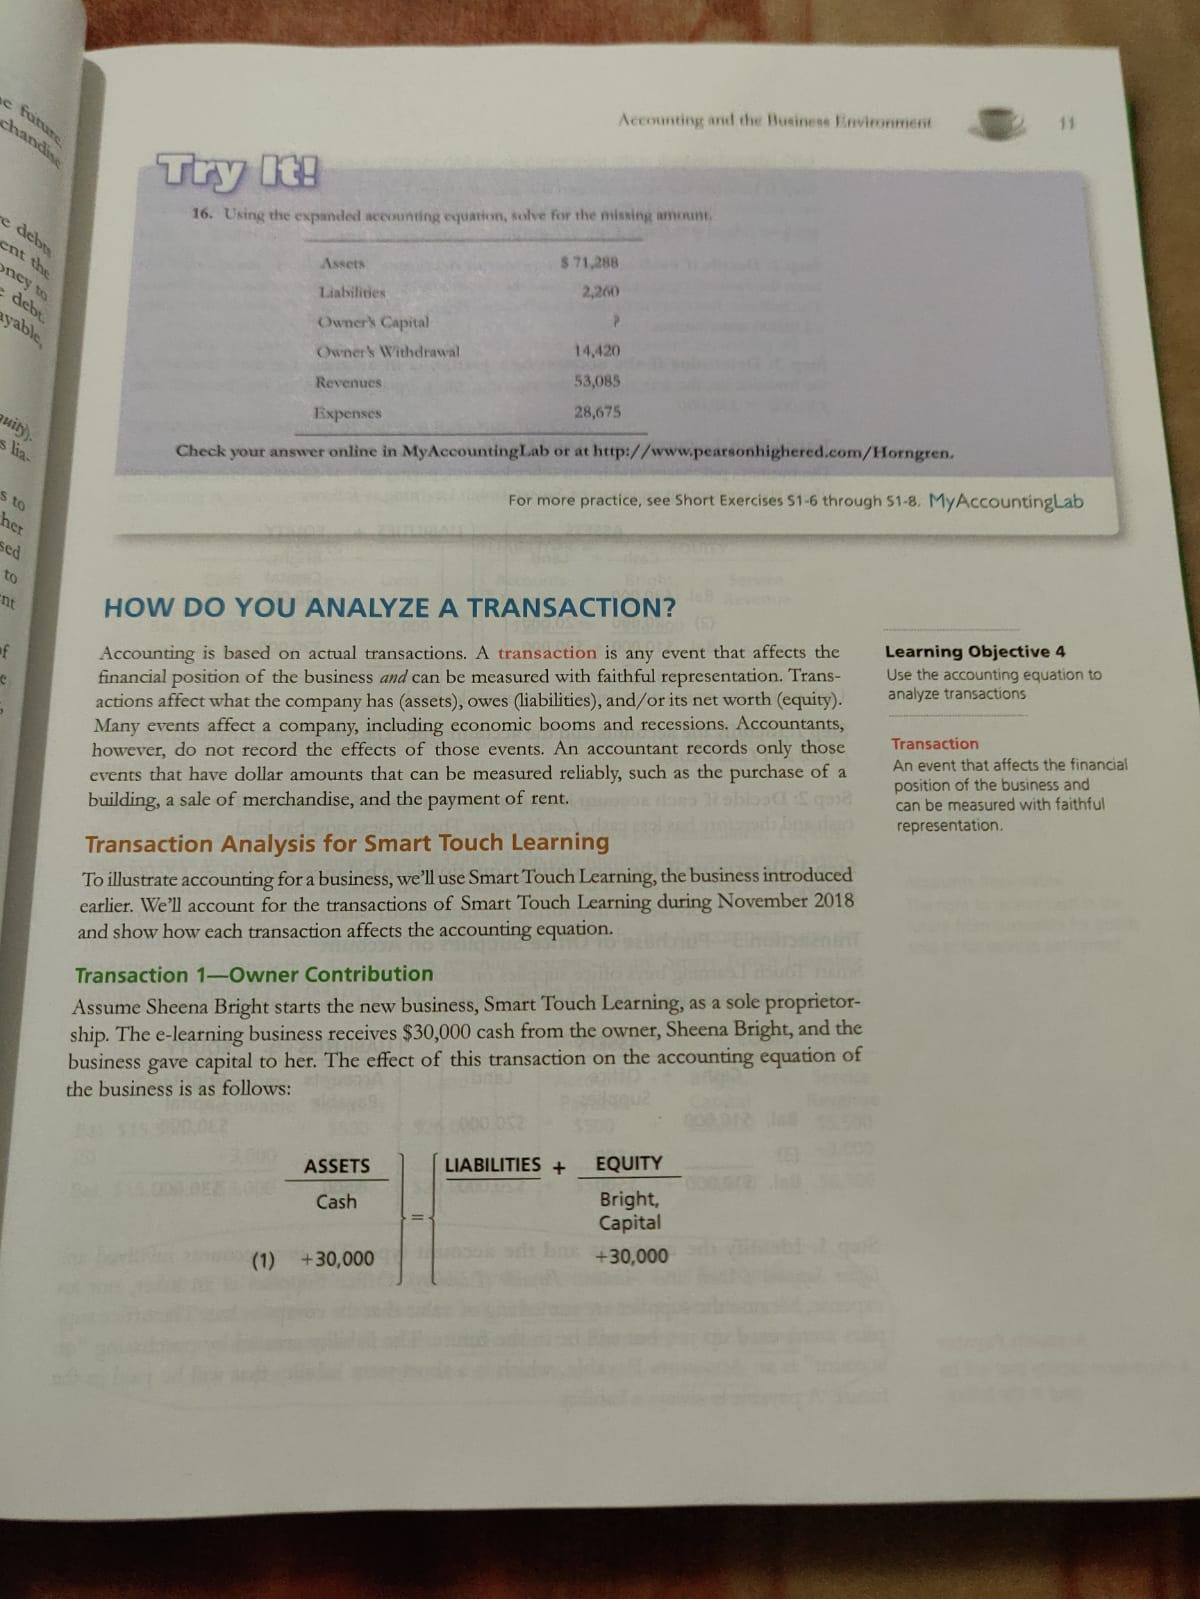 Accounting and the Business Environment 11
Try It!
16. Using the expanded accounting equation, solve for the missing amount.
Assets $ 71,288
Liabilities 2,260
Owner's Capital ?
Owner's Withdrawal 14,420
Revenues 53,085
Expenses 28,675
Check your answer online in MyAccountingLab or at http://www.pearsonhighered.com/Horngren.
For more practice, see Short Exercises S1-6 through S1-8. MyAccountingLab
HOW DO YOU ANALYZE A TRANSACTION?
Accounting is based on actual transactions. A transaction is any event that affects the
financial position of the business and can be measured with faithful representation. Trans-
actions affect what the company has (assets), owes (liabilities), and/or its net worth (equity).
Many events affect a company, including economic booms and recessions. Accountants,
however, do not record the effects of those events. An accountant records only those
events that have dollar amounts that can be measured reliably, such as the purchase of a
building, a sale of merchandise, and the payment of rent.
Learning Objective 4
Use the accounting equation to
analyze transactions
Transaction
An event that affects the financial
position of the business and
can be measured with faithful
representation.
Transaction Analysis for Smart Touch Learning
To illustrate accounting for a business, we'll use Smart Touch Learning, the business introduced
earlier. We'll account for the transactions of Smart Touch Learning during November 2018
and show how each transaction affects the accounting equation.
Transaction 1—Owner Contribution
Assume Sheena Bright starts the new business, Smart Touch Learning, as a sole proprietor-
ship. The e-learning business receives $30,000 cash from the owner, Sheena Bright, and the
business gave capital to her. The effect of this transaction on the accounting equation of
the business is as follows:
ASSETS = LIABILITIES + EQUITY
Cash Bright,
Capital
(1) +30,000 +30,000